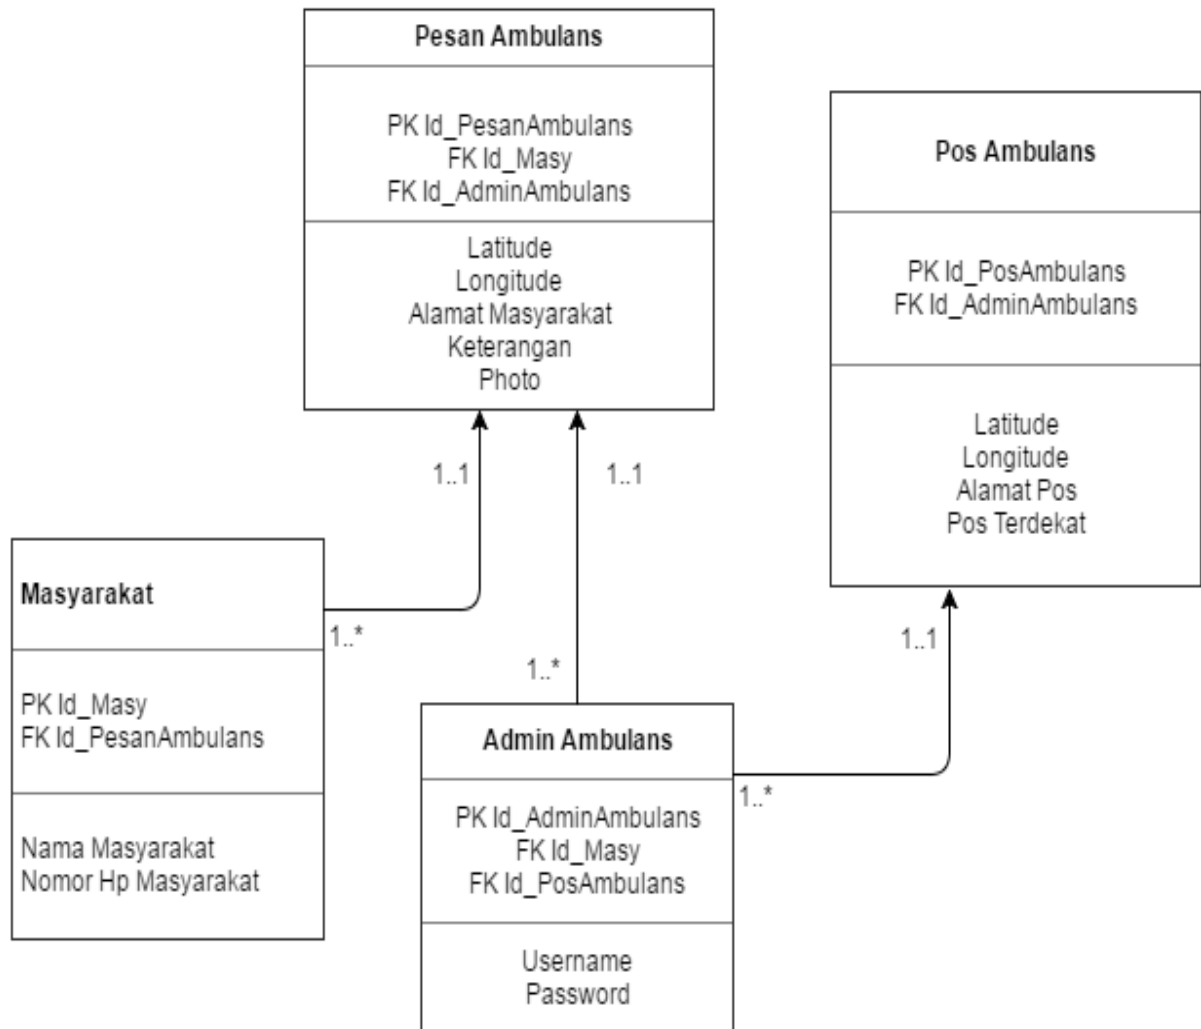 Pesan Ambulans
PK Id_PesanAmbulans
FK Id_Masy
FK Id_AdminAmbulans
Latitude
Longitude
Alamat Masyarakat
Keterangan
Photo
Pos Ambulans
PK Id_PosAmbulans
FK Id_AdminAmbulans
Latitude
Longitude
Alamat Pos
Pos Terdekat
1..1
1..1
Masyarakat
1..*
PK Id_Masy
FK Id_PesanAmbulans
Nama Masyarakat
Nomor Hp Masyarakat
1..*
1..1
Admin Ambulans
1..*
PK Id_AdminAmbulans
FK Id_Masy
FK Id_PosAmbulans
Username
Password